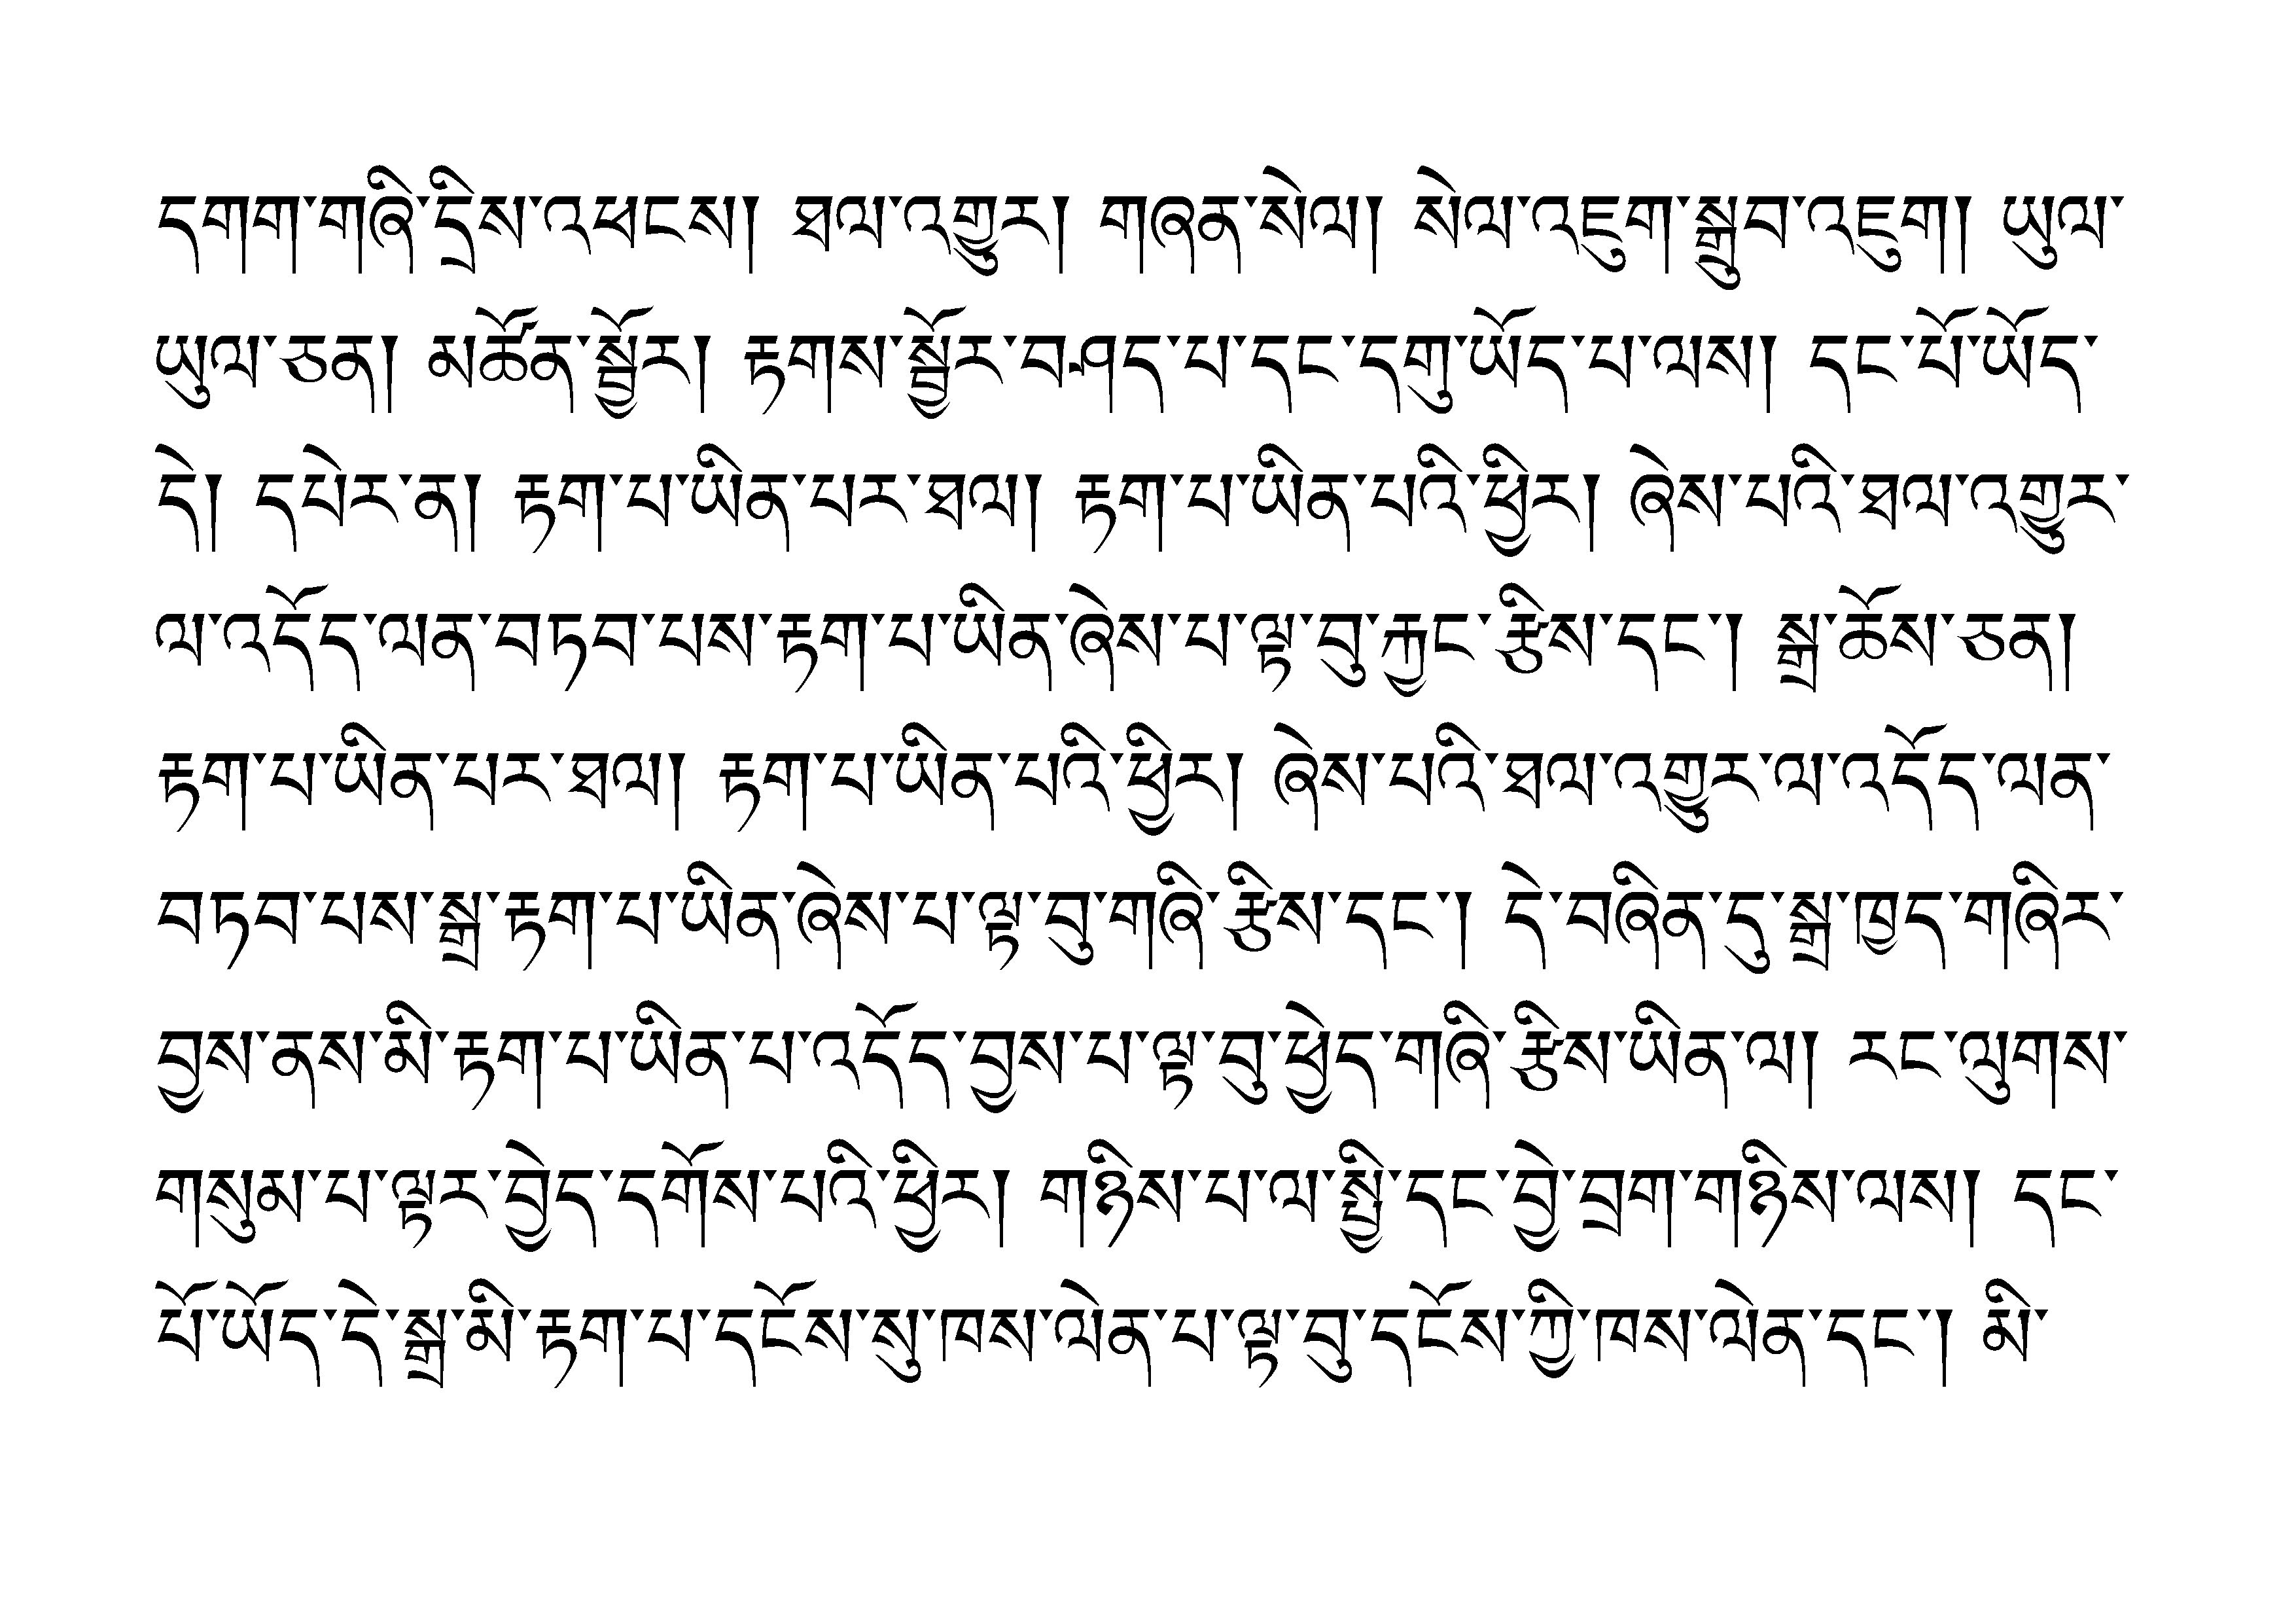 དགག་གཞི་དྲིས་འཕངས། ཐལ་འགྱུར། གཞན་སེལ། སེལ་འཇུག་སྒྲུབ་འཇུག། ཡུལ་
ཡུལ་ཅན། མཚོན་སྦྱོར། རྟགས་སྦྱོར་བཤད་པ་དང་དགུ་ཡོད་པ་ལས། དང་པོ་ཡོད་
དེ། དཔེར་ན། རྟག་པ་ཡིན་པར་ཐལ། རྟག་པ་ཡིན་པའི་ཕྱིར། ཞེས་པའི་ཐལ་འགྱུར་
ལ་འདོད་ལན་བཏབ་པས་རྟག་པ་ཡིན་ཞེས་པ་ལྟ་བུ་རྐྱང་རྩིས་དང་། སྒྲ་ཆོས་ཅན།
རྟག་པ་ཡིན་པར་ཐལ། རྟག་པ་ཡིན་པའི་ཕྱིར། ཞེས་པའི་ཐལ་འགྱུར་ལ་འདོད་ལན་
བཏབ་པས་སྒྲ་རྟག་པ་ཡིན་ཞེས་པ་ལྟ་བུ་གཞི་རྩིས་དང་། དེ་བཞིན་དུ་སྒྲ་ཁྱད་གཞིར་
བྱས་ནས་མི་རྟག་པ་ཡིན་པ་འདོད་བྱས་པ་ལྟ་བུ་ཕྱེད་གཞི་རྩིས་ཡིན་ལ། རང་ལུགས་
གསུམ་པ་ལྟར་བྱེད་དགོས་པའི་ཕྱིར། གཉིས་པ་ལ་སྤྱི་དང་བྱེ་བྲག་གཉིས་ལས། དང་
པོ་ཡོད་དེ་སྒྲ་མི་རྟག་པ་དངོས་སུ་ཁས་ལེན་པ་ལྟ་བུ་དངོས་ཀྱི་ཁས་ལེན་དང་། མི་